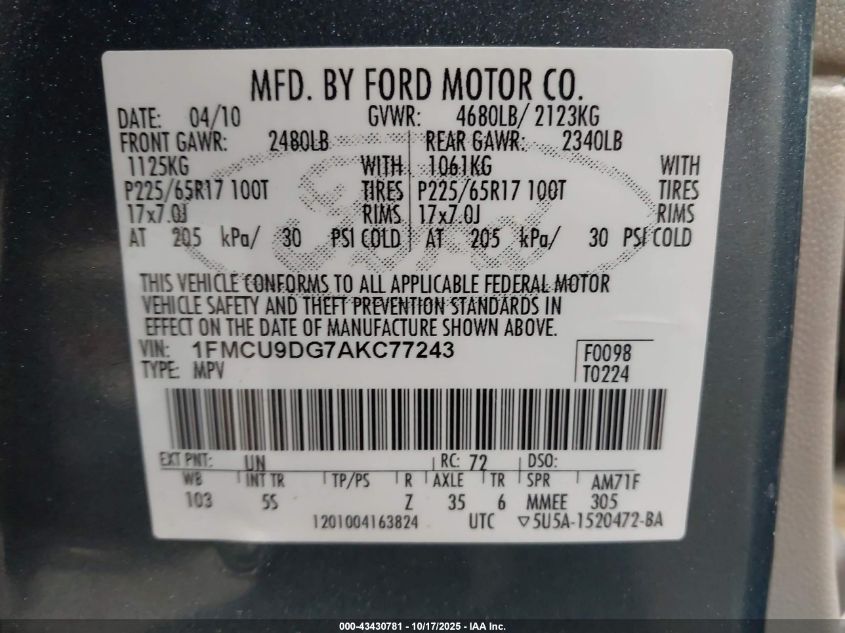 MFD. BY FORD MOTOR CO.
DATE: 04/10 GVWR: 4680LB/ 2123KG
FRONT GAWR: 2480LB REAR GAWR: 2340LB
1125KG WITH 1061KG WITH
P225/65R17 100T TIRES P225/65R17 100T TIRES
17x7.0J RIMS 17x7.0J RIMS
AT 205 kPa/ 30 PSI COLD AT 205 kPa/ 30 PSI COLD
Ford
THIS VEHICLE CONFORMS TO ALL APPLICABLE FEDERAL MOTOR
VEHICLE SAFETY AND THEFT PREVENTION STANDARDS IN
EFFECT ON THE DATE OF MANUFACTURE SHOWN ABOVE.
VIN: 1FMCU9DG7AKC77243 F0098
TYPE: MPV T0224
EXT PNT: UN RC: 72 DSO:
WB INT TR TP/PS R AXLE TR SPR AM71F
103 5S Z 35 6 MMEE 305
1201004163824 UTC ▽5U5A-1520472-BA
000-43430781 - 10/17/2025 - IAA Inc.